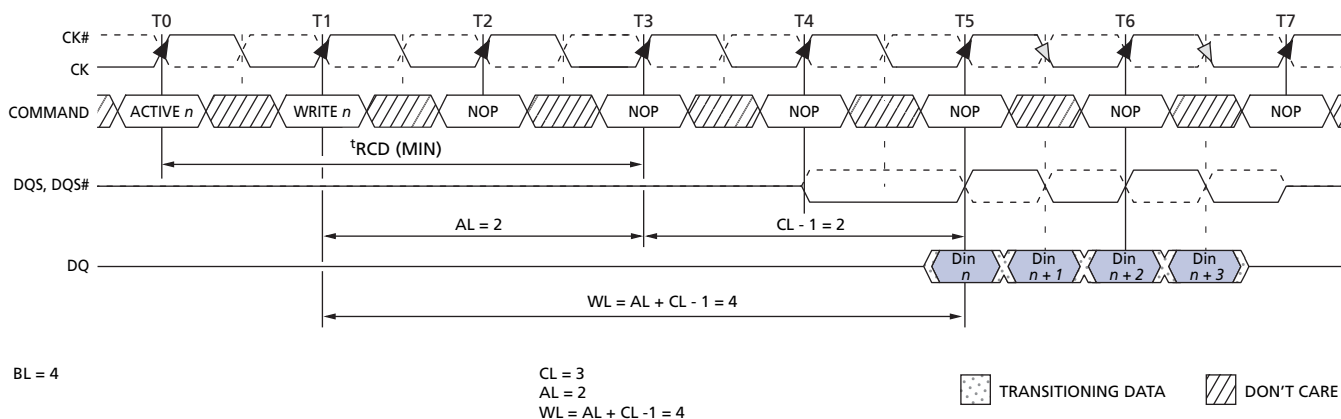 T0 T1 T2 T3 T4 T5 T6 T7
CK#
CK
COMMAND ACTIVE n WRITE n NOP NOP NOP NOP NOP NOP
tRCD (MIN)
DQS, DQS#
AL = 2 CL - 1 = 2
DQ Din n Din n + 1 Din n + 2 Din n + 3
WL = AL + CL - 1 = 4
BL = 4 CL = 3
AL = 2
WL = AL + CL -1 = 4
TRANSITIONING DATA DON'T CARE